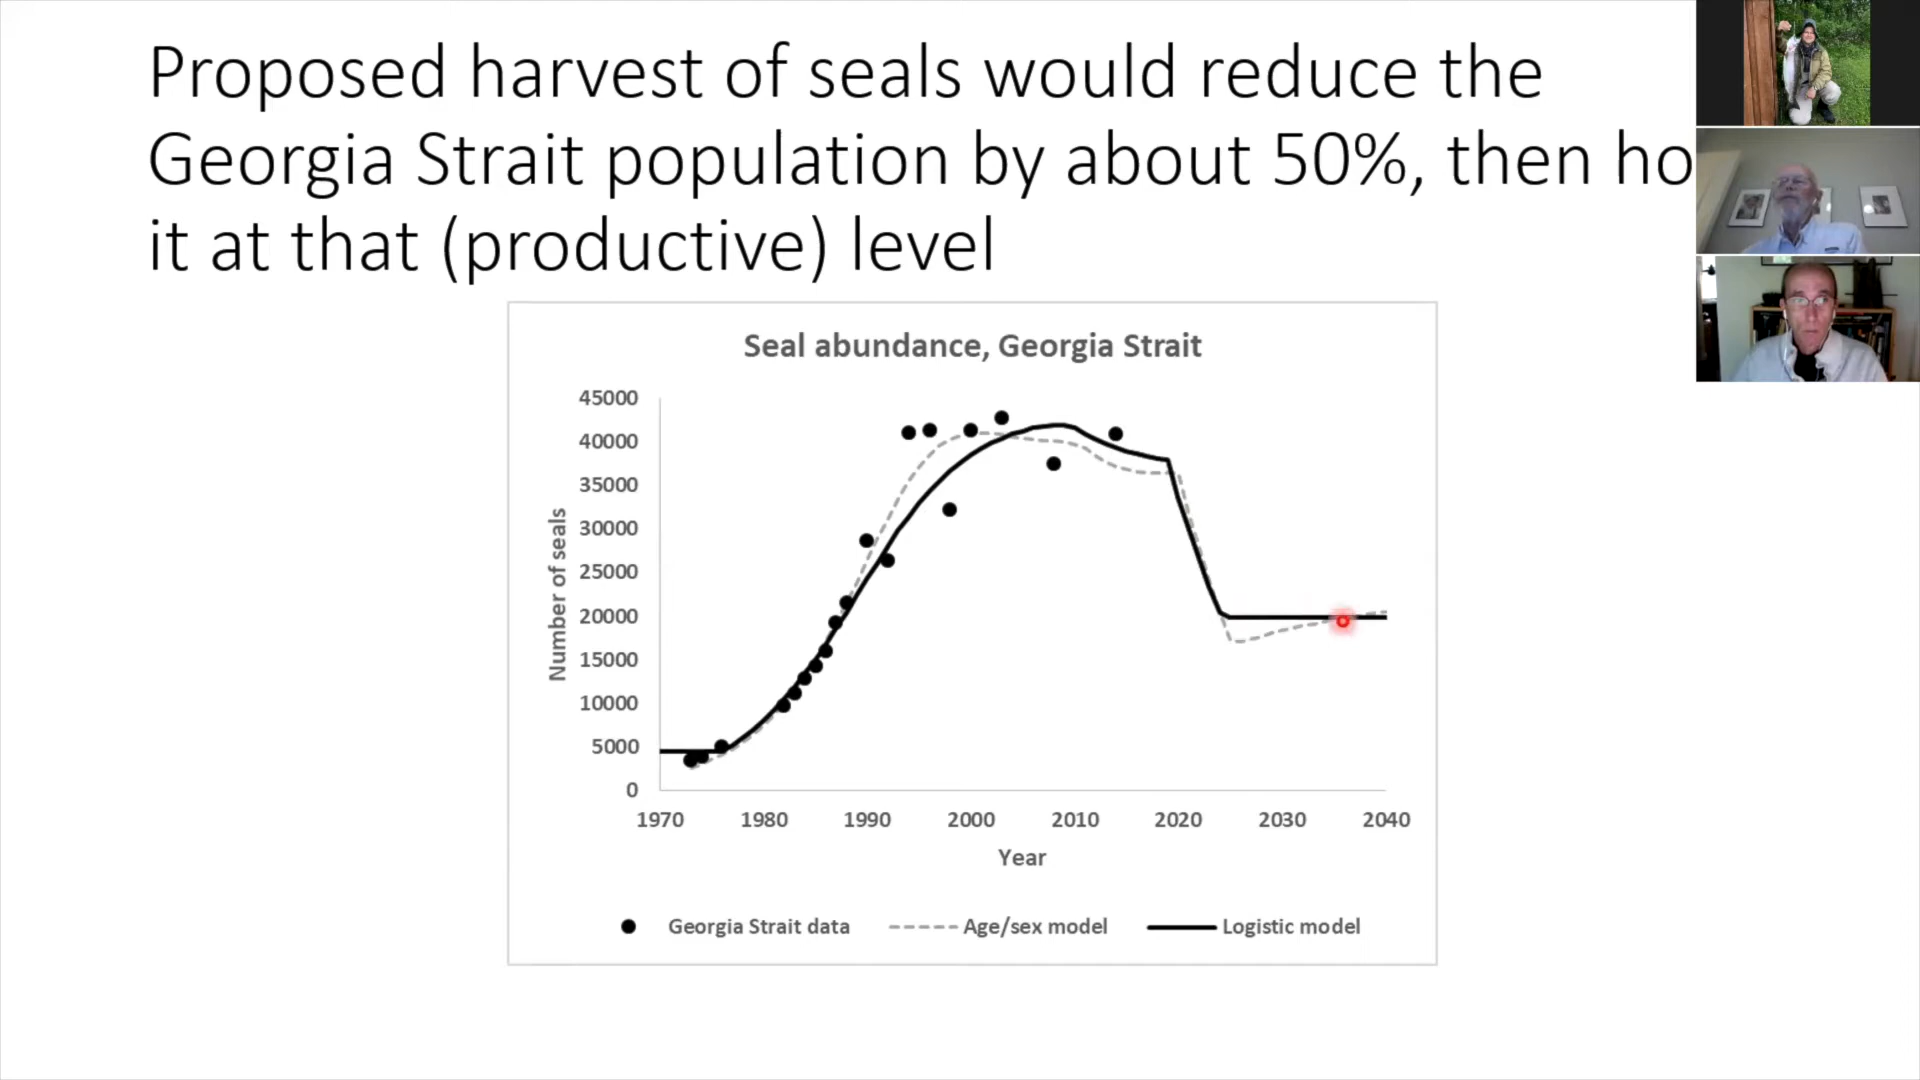 Proposed harvest of seals would reduce the
Georgia Strait population by about 50%, then ho
it at that (productive) level
Seal abundance, Georgia Strait
45000
40000
35000
30000
25000
20000
15000
10000
5000
0
Number of seals
1970 1980 1990 2000 2010 2020 2030 2040
Year
Georgia Strait data Age/sex model Logistic model